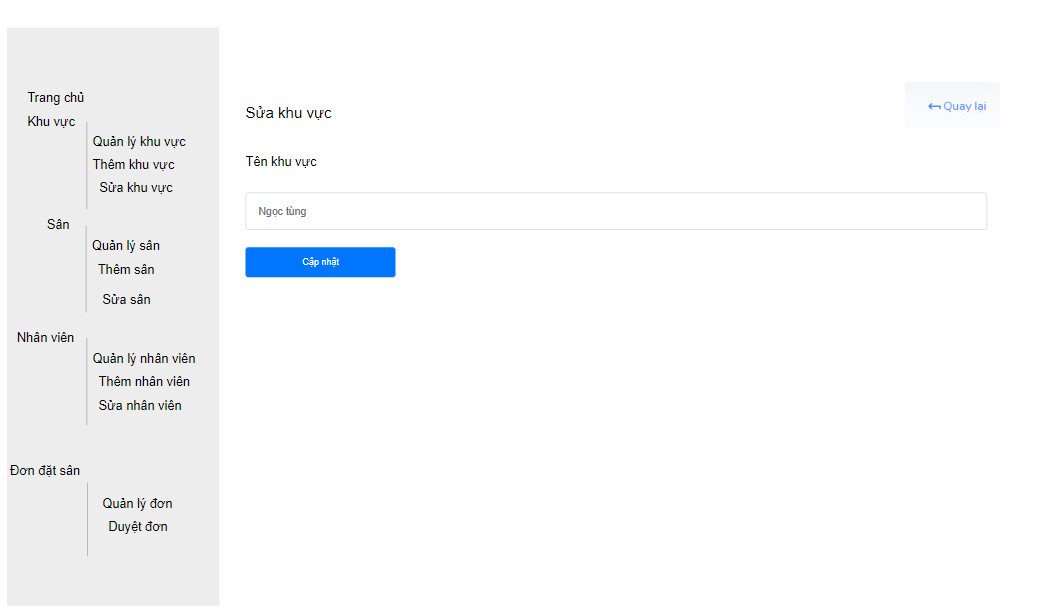 Trang chủ
Khu vực
Quản lý khu vực
Thêm khu vực
Sửa khu vực
Sân
Quản lý sân
Thêm sân
Sửa sân
Nhân viên
Quản lý nhân viên
Thêm nhân viên
Sửa nhân viên
Đơn đặt sân
Quản lý đơn
Duyệt đơn
Quay lại
Sửa khu vực
Tên khu vực
Ngọc tùng
Cập nhật